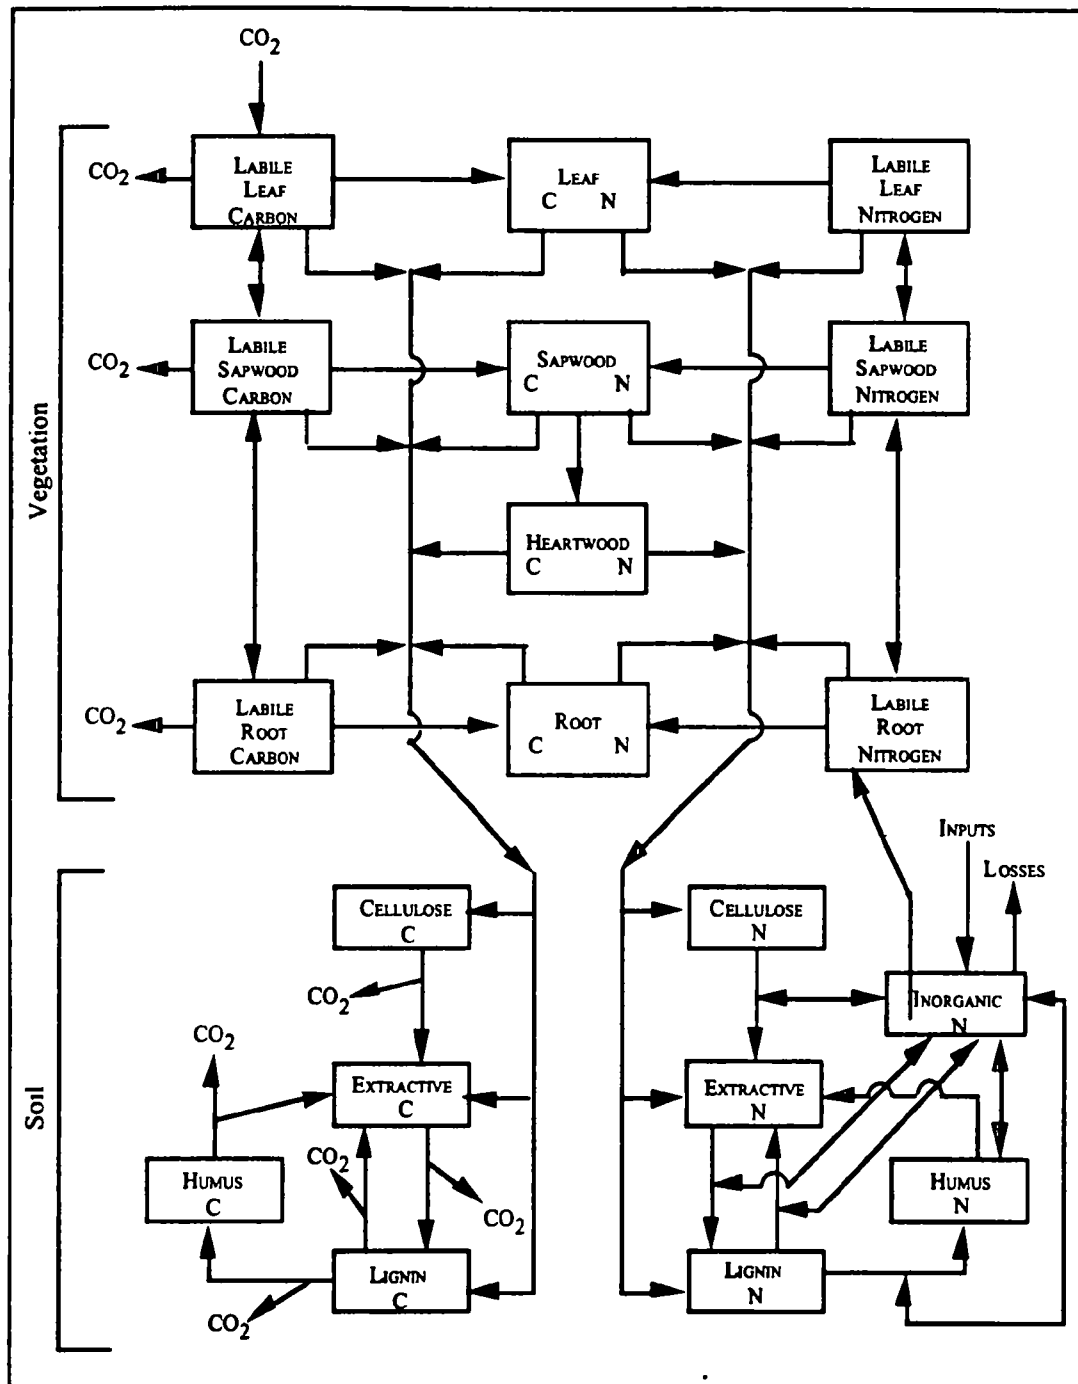 CO2
CO2
LABILE
LEAF
CARBON
LEAF
C N
LABILE
LEAF
NITROGEN
CO2
LABILE
SAPWOOD
CARBON
SAPWOOD
C N
LABILE
SAPWOOD
NITROGEN
Vegetation
HEARTWOOD
C N
CO2
LABILE
ROOT
CARBON
ROOT
C N
LABILE
ROOT
NITROGEN
INPUTS
LOSSES
CELLULOSE
C
CELLULOSE
N
CO2
INORGANIC
N
CO2
EXTRACTIVE
C
EXTRACTIVE
N
Soil
CO2
HUMUS
C
CO2
HUMUS
N
LIGNIN
C
LIGNIN
N
CO2